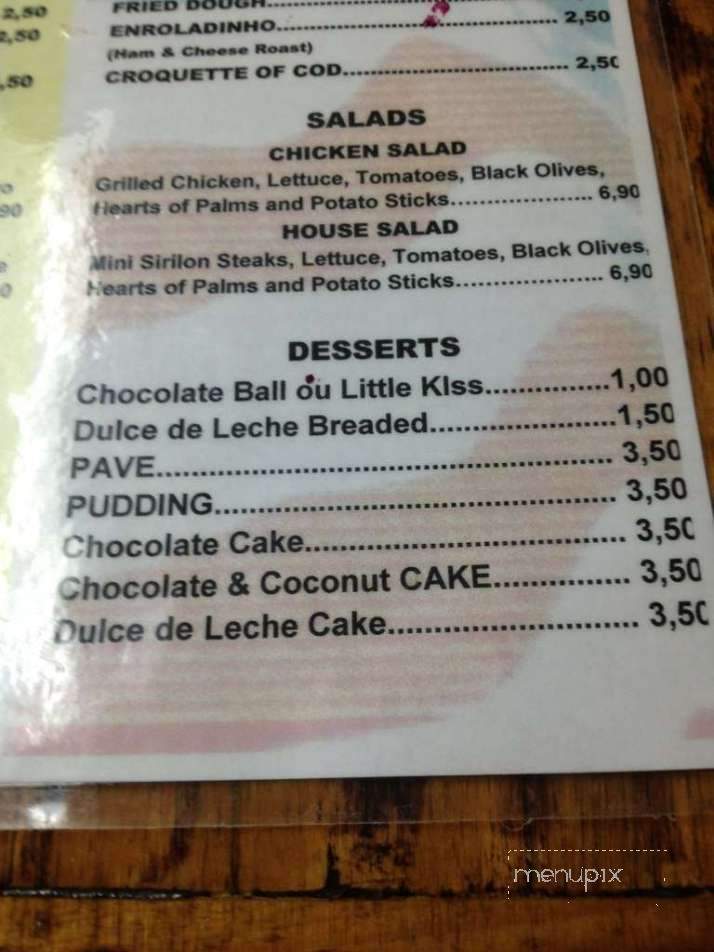 2,50
FRIED DOUGH
2,50
ENROLADINHO 2,50
(Ham & Cheese Roast)
,50
CROQUETTE OF COD 2,50
SALADS
CHICKEN SALAD
Grilled Chicken, Lettuce, Tomatoes, Black Olives,
Hearts of Palms and Potato Sticks 6,90
HOUSE SALAD
Mini Sirilon Steaks, Lettuce, Tomatoes, Black Olives,
Hearts of Palms and Potato Sticks 6,90
DESSERTS
Chocolate Ball ou Little KIss 1,00
Dulce de Leche Breaded 1,50
PAVE 3,50
PUDDING 3,50
Chocolate Cake 3,50
Chocolate & Coconut CAKE 3,50
Dulce de Leche Cake 3,50
menupix